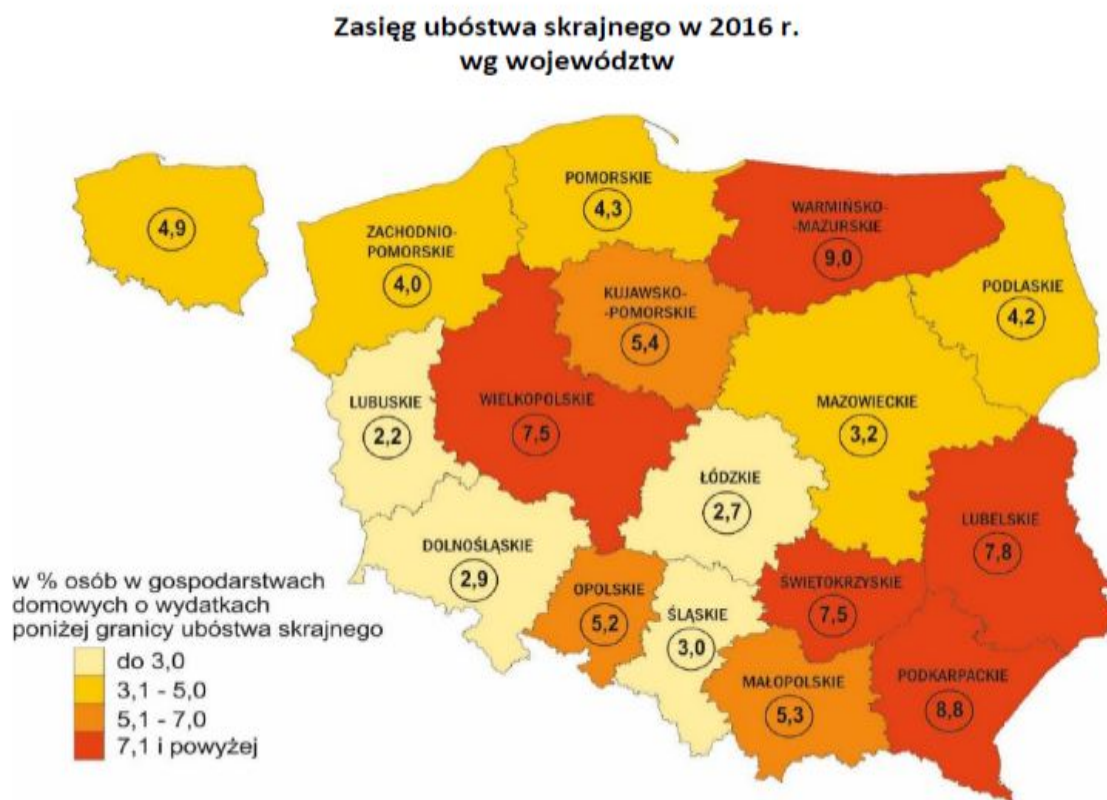 Zasięg ubóstwa skrajnego w 2016 r.
wg województw
4,9
ZACHODNIO-
POMORSKIE
4,0
POMORSKIE
4,3
WARMIŃSKO-
-MAZURSKIE
9,0
PODLASKIE
4,2
KUJAWSKO-
-POMORSKIE
5,4
LUBUSKIE
2,2
WIELKOPOLSKIE
7,5
MAZOWIECKIE
3,2
ŁÓDZKIE
2,7
LUBELSKIE
7,8
DOLNOŚLĄSKIE
2,9
OPOLSKIE
5,2
ŚLĄSKIE
3,0
ŚWIETOKRZYSKIE
7,5
MAŁOPOLSKIE
5,3
PODKARPACKIE
8,8
w % osób w gospodarstwach
domowych o wydatkach
poniżej granicy ubóstwa skrajnego
do 3,0
3,1 - 5,0
5,1 - 7,0
7,1 i powyżej